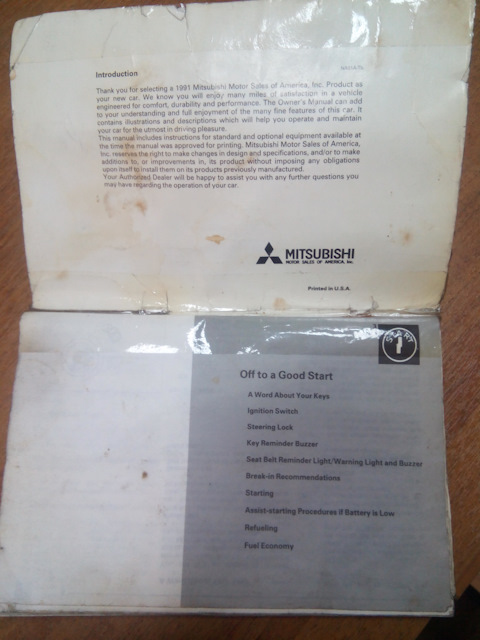 Introduction
Thank you for selecting a 1991 Mitsubishi Motor Sales of America, Inc. Product as
your new car. We know you will enjoy many miles of satisfaction in a vehicle
engineered for comfort, durability and performance. The Owner's Manual can add
to your understanding and full enjoyment of the many fine features of this car. It
contains illustrations and descriptions which will help you operate and maintain
your car for the utmost in driving pleasure.
This manual includes instructions for standard and optional equipment available at
the time the manual was approved for printing. Mitsubishi Motor Sales of America,
Inc. reserves the right to make changes in design and specifications, and/or to make
additions to, or improvements in, its product without imposing any obligations
upon itself to install them on its products previously manufactured.
Your Authorized Dealer will be happy to assist you with any further questions you
may have regarding the operation of your car.
MITSUBISHI
MOTOR SALES OF AMERICA, Inc.
Printed in U.S.A.
START
Off to a Good Start
A Word About Your Keys
Ignition Switch
Steering Lock
Key Reminder Buzzer
Seat Belt Reminder Light/Warning Light and Buzzer
Break-in Recommendations
Starting
Assist-starting Procedures if Battery is Low
Refueling
Fuel Economy